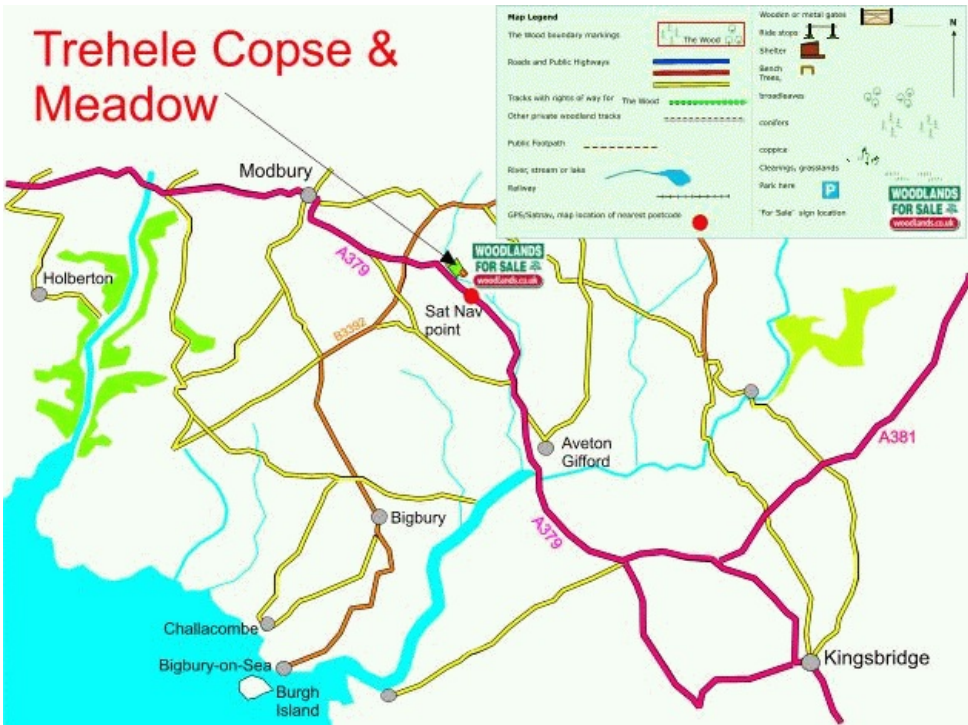 Trehele Copse &
Meadow
Map Legend
The Wood boundary markings
The Wood
Roads and Public Highways
Tracks with rights of way for The Wood
Other private woodland tracks
Public Footpath
River, stream or lake
Railway
GPS/Satnav, map location of nearest postcode
Wooden or metal gates
Ride stops
Shelter
Bench
Trees,
broadleaves
conifers
coppice
Clearings, grasslands
Park here
P
"For Sale" sign location
N
WOODLANDS
FOR SALE
woodlands.co.uk
Modbury
A379
WOODLANDS
FOR SALE
woodlands.co.uk
Holberton
Sat Nav
point
B3392
Aveton
Gifford
A381
Bigbury
A379
Challacombe
Bigbury-on-Sea
Burgh
Island
Kingsbridge